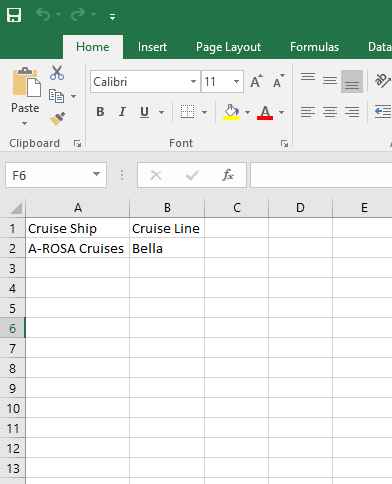 Home Insert Page Layout Formulas Data
Paste
Calibri 11 A A
B I U A
Clipboard Font
F6 fx
A B C D E
1 Cruise Ship Cruise Line
2 A-ROSA Cruises Bella
3
4
5
6
7
8
9
10
11
12
13